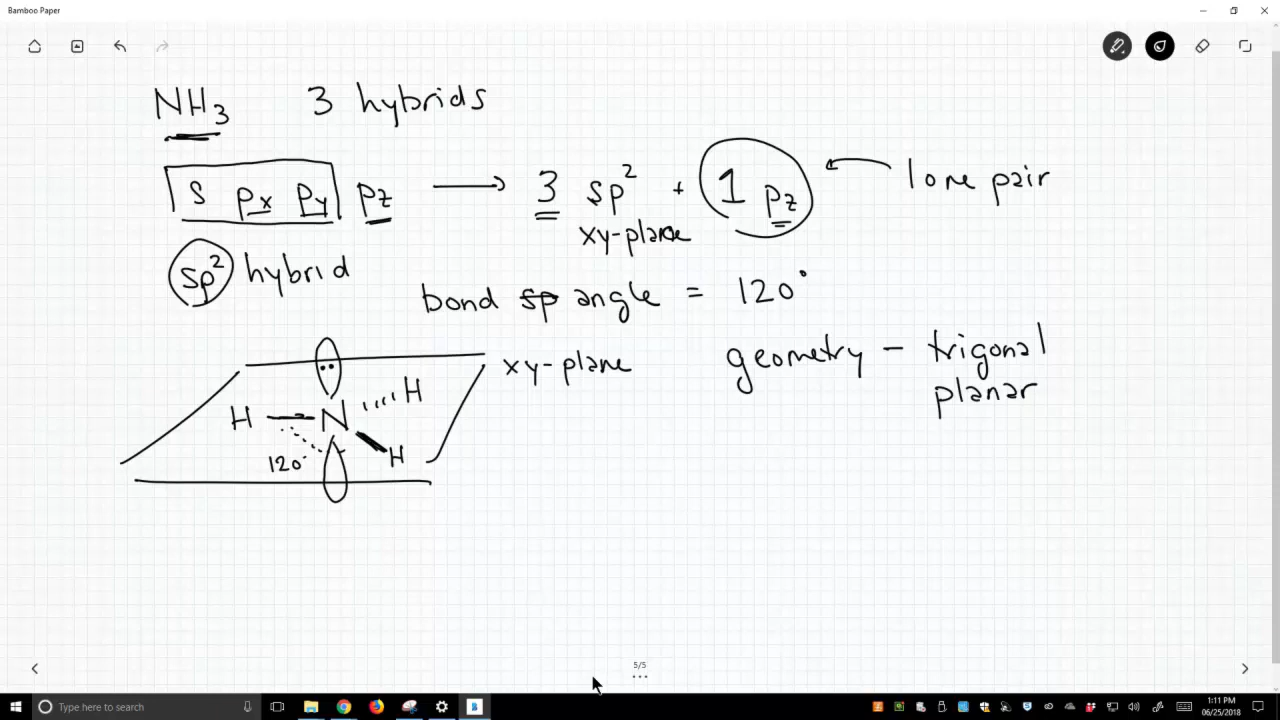 Bamboo Paper
NH₃ 3 hybrids
s px py pz → 3 sp² + 1 pz ← lone pair
xy-plane
sp² hybrid
bond sp angle = 120°
xy-plane
geometry - trigonal
planar
H N H
120° H
5/5
Type here to search
1:11 PM
06/25/2018